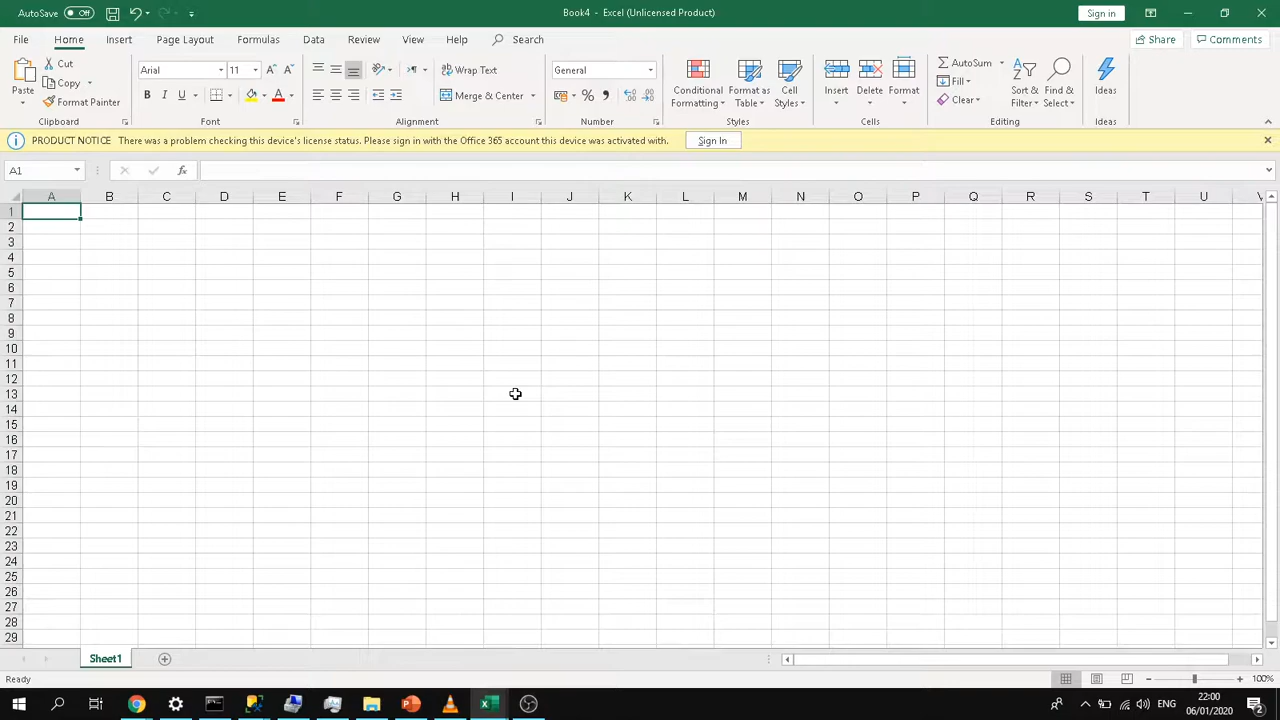 AutoSave Off Book4 - Excel (Unlicensed Product) Sign in
File Home Insert Page Layout Formulas Data Review View Help Search Share Comments
Paste Cut Copy Format Painter Clipboard
Arial 11 A A B I U A Font
ab Wrap Text Merge & Center Alignment
General % , Number
Conditional Formatting Format as Table Cell Styles Styles
Insert Delete Format Cells
AutoSum Fill Clear Sort & Filter Find & Select Editing
Ideas Ideas
PRODUCT NOTICE There was a problem checking this device's license status. Please sign in with the Office 365 account this device was activated with. Sign In
A1 fx
A B C D E F G H I J K L M N O P Q R S T U V
1
2
3
4
5
6
7
8
9
10
11
12
13
14
15
16
17
18
19
20
21
22
23
24
25
26
27
28
29
Sheet1
Ready 100%
ENG 22:00 06/01/2020 2